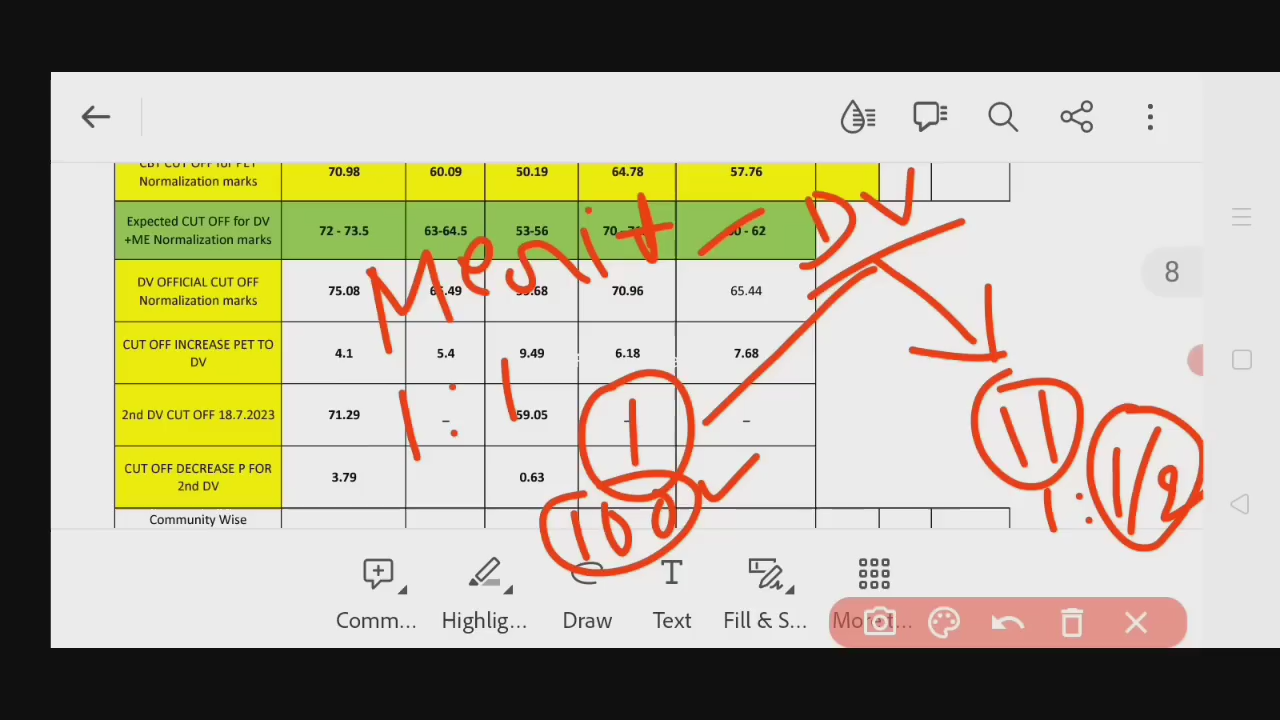 CBT CUT OFF for PET
Normalization marks
70.98 60.09 50.19 64.78 57.76
Expected CUT OFF for DV
+ME Normalization marks
72 - 73.5 63-64.5 53-56 - 62
DV OFFICIAL CUT OFF
Normalization marks
75.08 70.96 65.44
8
CUT OFF INCREASE PET TO
DV
4.1 5.4 9.49 6.18 7.68
2nd DV CUT OFF 18.7.2023
71.29 – 59.05 – –
CUT OFF DECREASE P FOR
2nd DV
3.79 0.63
Community Wise
Merit - DV
1 : 1
1
100
11
1 : 1/2
Comm...
Highlig...
Draw
Text
Fill & S...
More t...